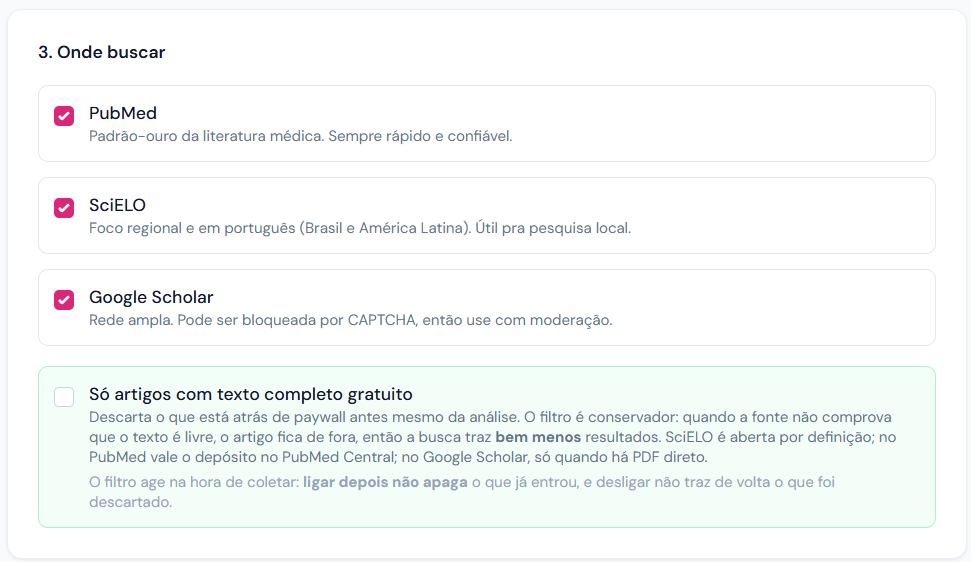 3. Onde buscar
PubMed
Padrão-ouro da literatura médica. Sempre rápido e confiável.
SciELO
Foco regional e em português (Brasil e América Latina). Útil pra pesquisa local.
Google Scholar
Rede ampla. Pode ser bloqueada por CAPTCHA, então use com moderação.
Só artigos com texto completo gratuito
Descarta o que está atrás de paywall antes mesmo da análise. O filtro é conservador: quando a fonte não comprova
que o texto é livre, o artigo fica de fora, então a busca traz bem menos resultados. SciELO é aberta por definição; no
PubMed vale o depósito no PubMed Central; no Google Scholar, só quando há PDF direto.
O filtro age na hora de coletar: ligar depois não apaga o que já entrou, e desligar não traz de volta o que foi
descartado.